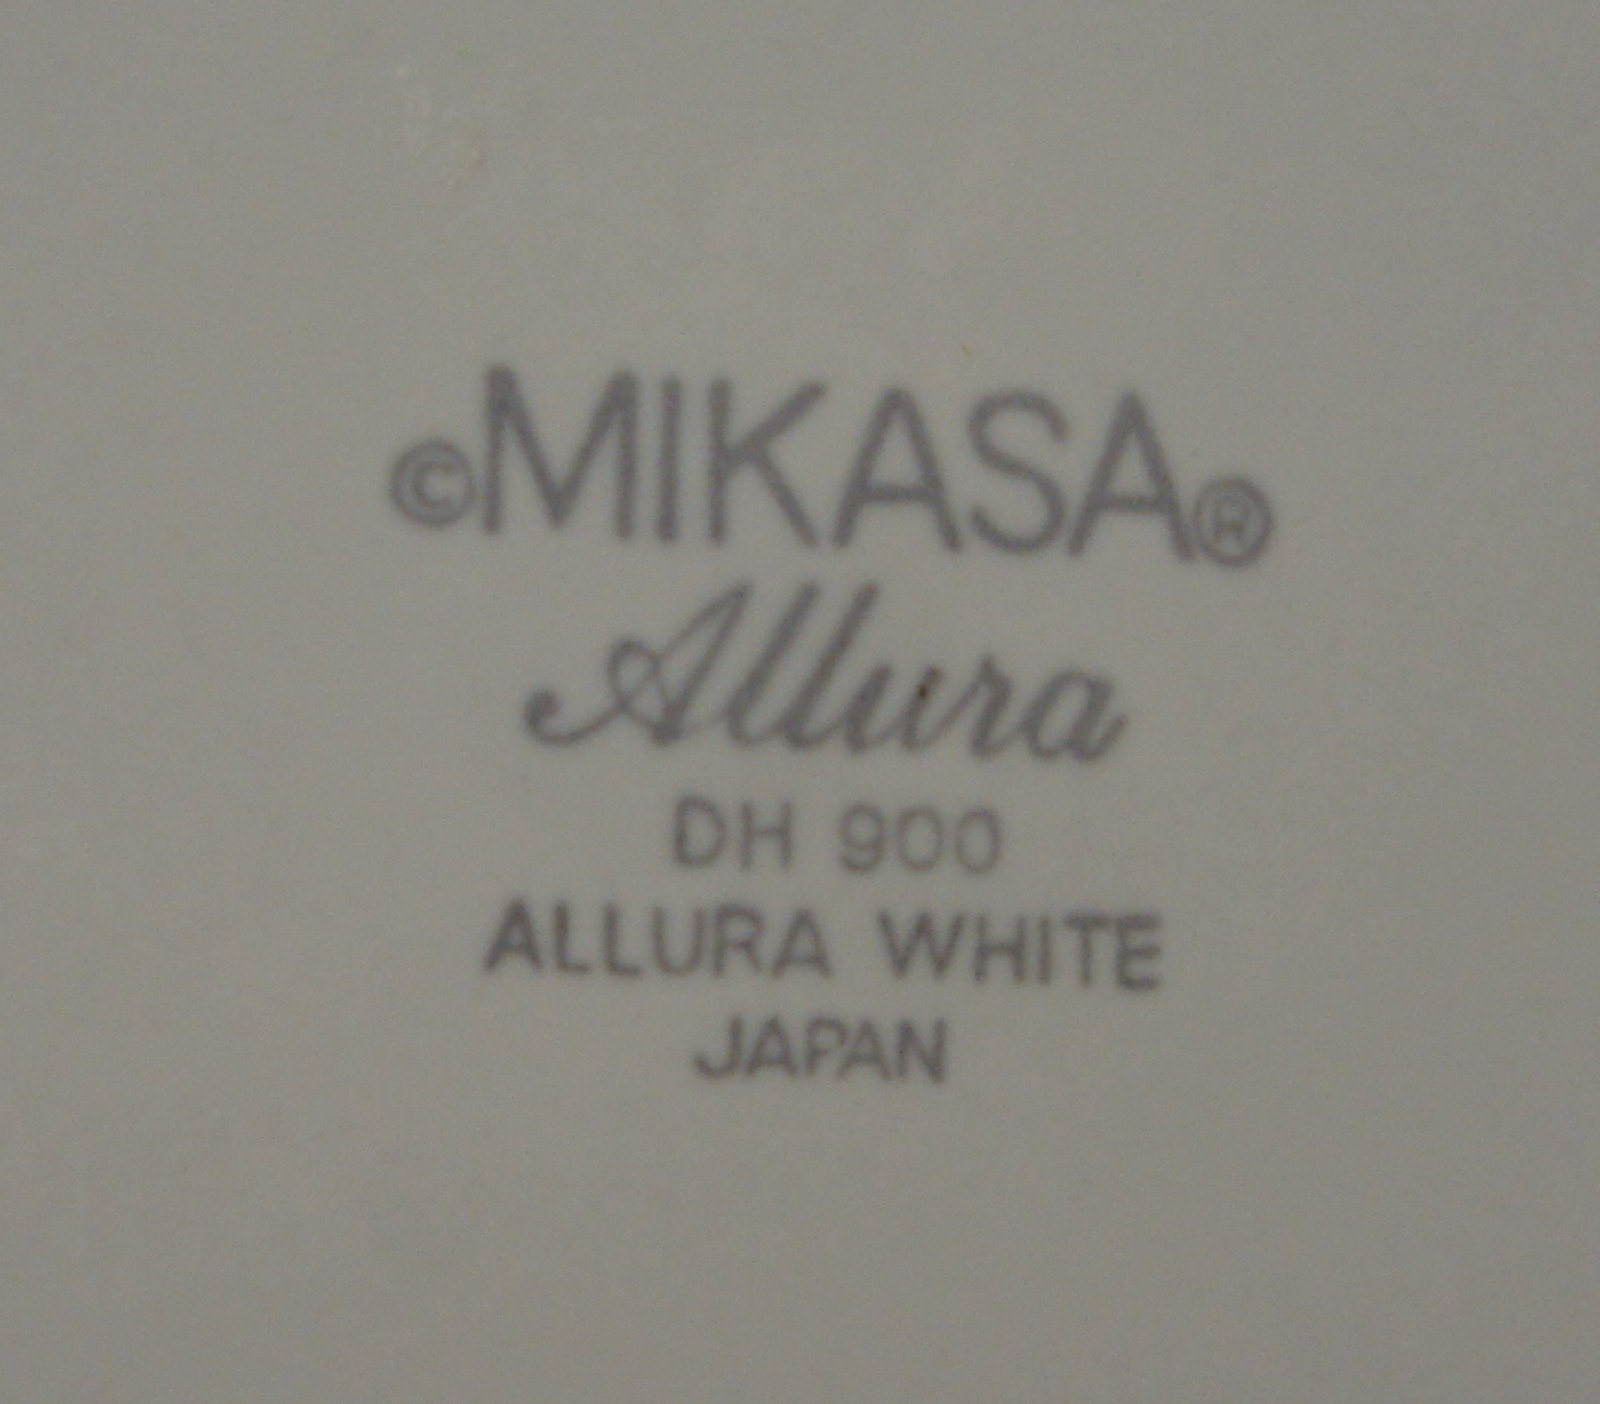 ©MIKASA®
Allura
DH 900
ALLURA WHITE
JAPAN